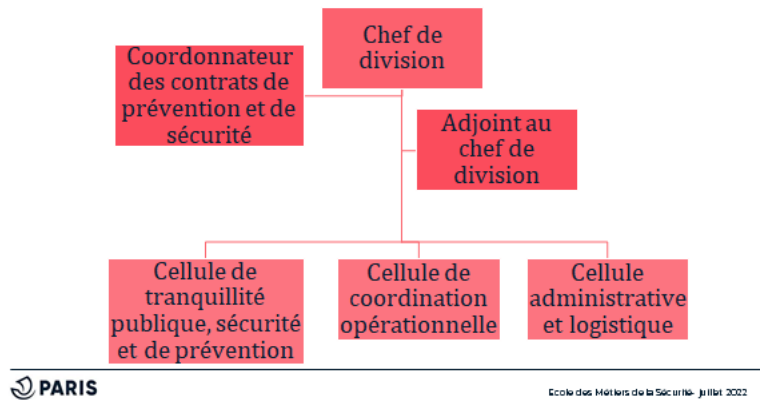 Chef de
division
Coordonnateur
des contrats de
prévention et de
sécurité
Adjoint au
chef de
division
Cellule de
tranquillité
publique, sécurité
et de prévention
Cellule de
coordination
opérationnelle
Cellule
administrative
et logistique
PARIS
Ecole des Métiers de la Sécurité- juillet 2022